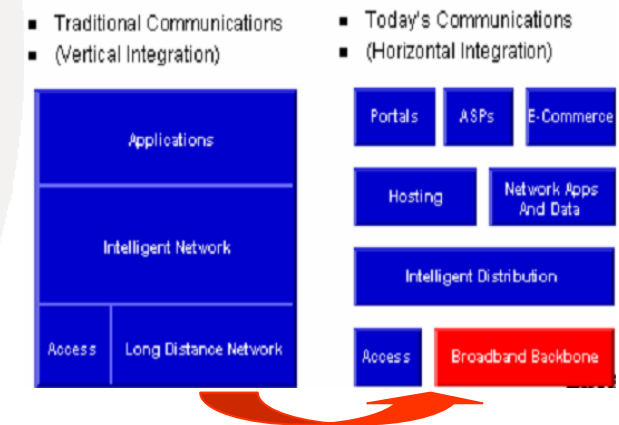 Traditional Communications
(Vertical Integration)
Applications
Intelligent Network
Access
Long Distance Network
Today's Communications
(Horizontal Integration)
Portals
ASPs
E-Commerce
Hosting
Network Apps
And Data
Intelligent Distribution
Access
Broadband Backbone